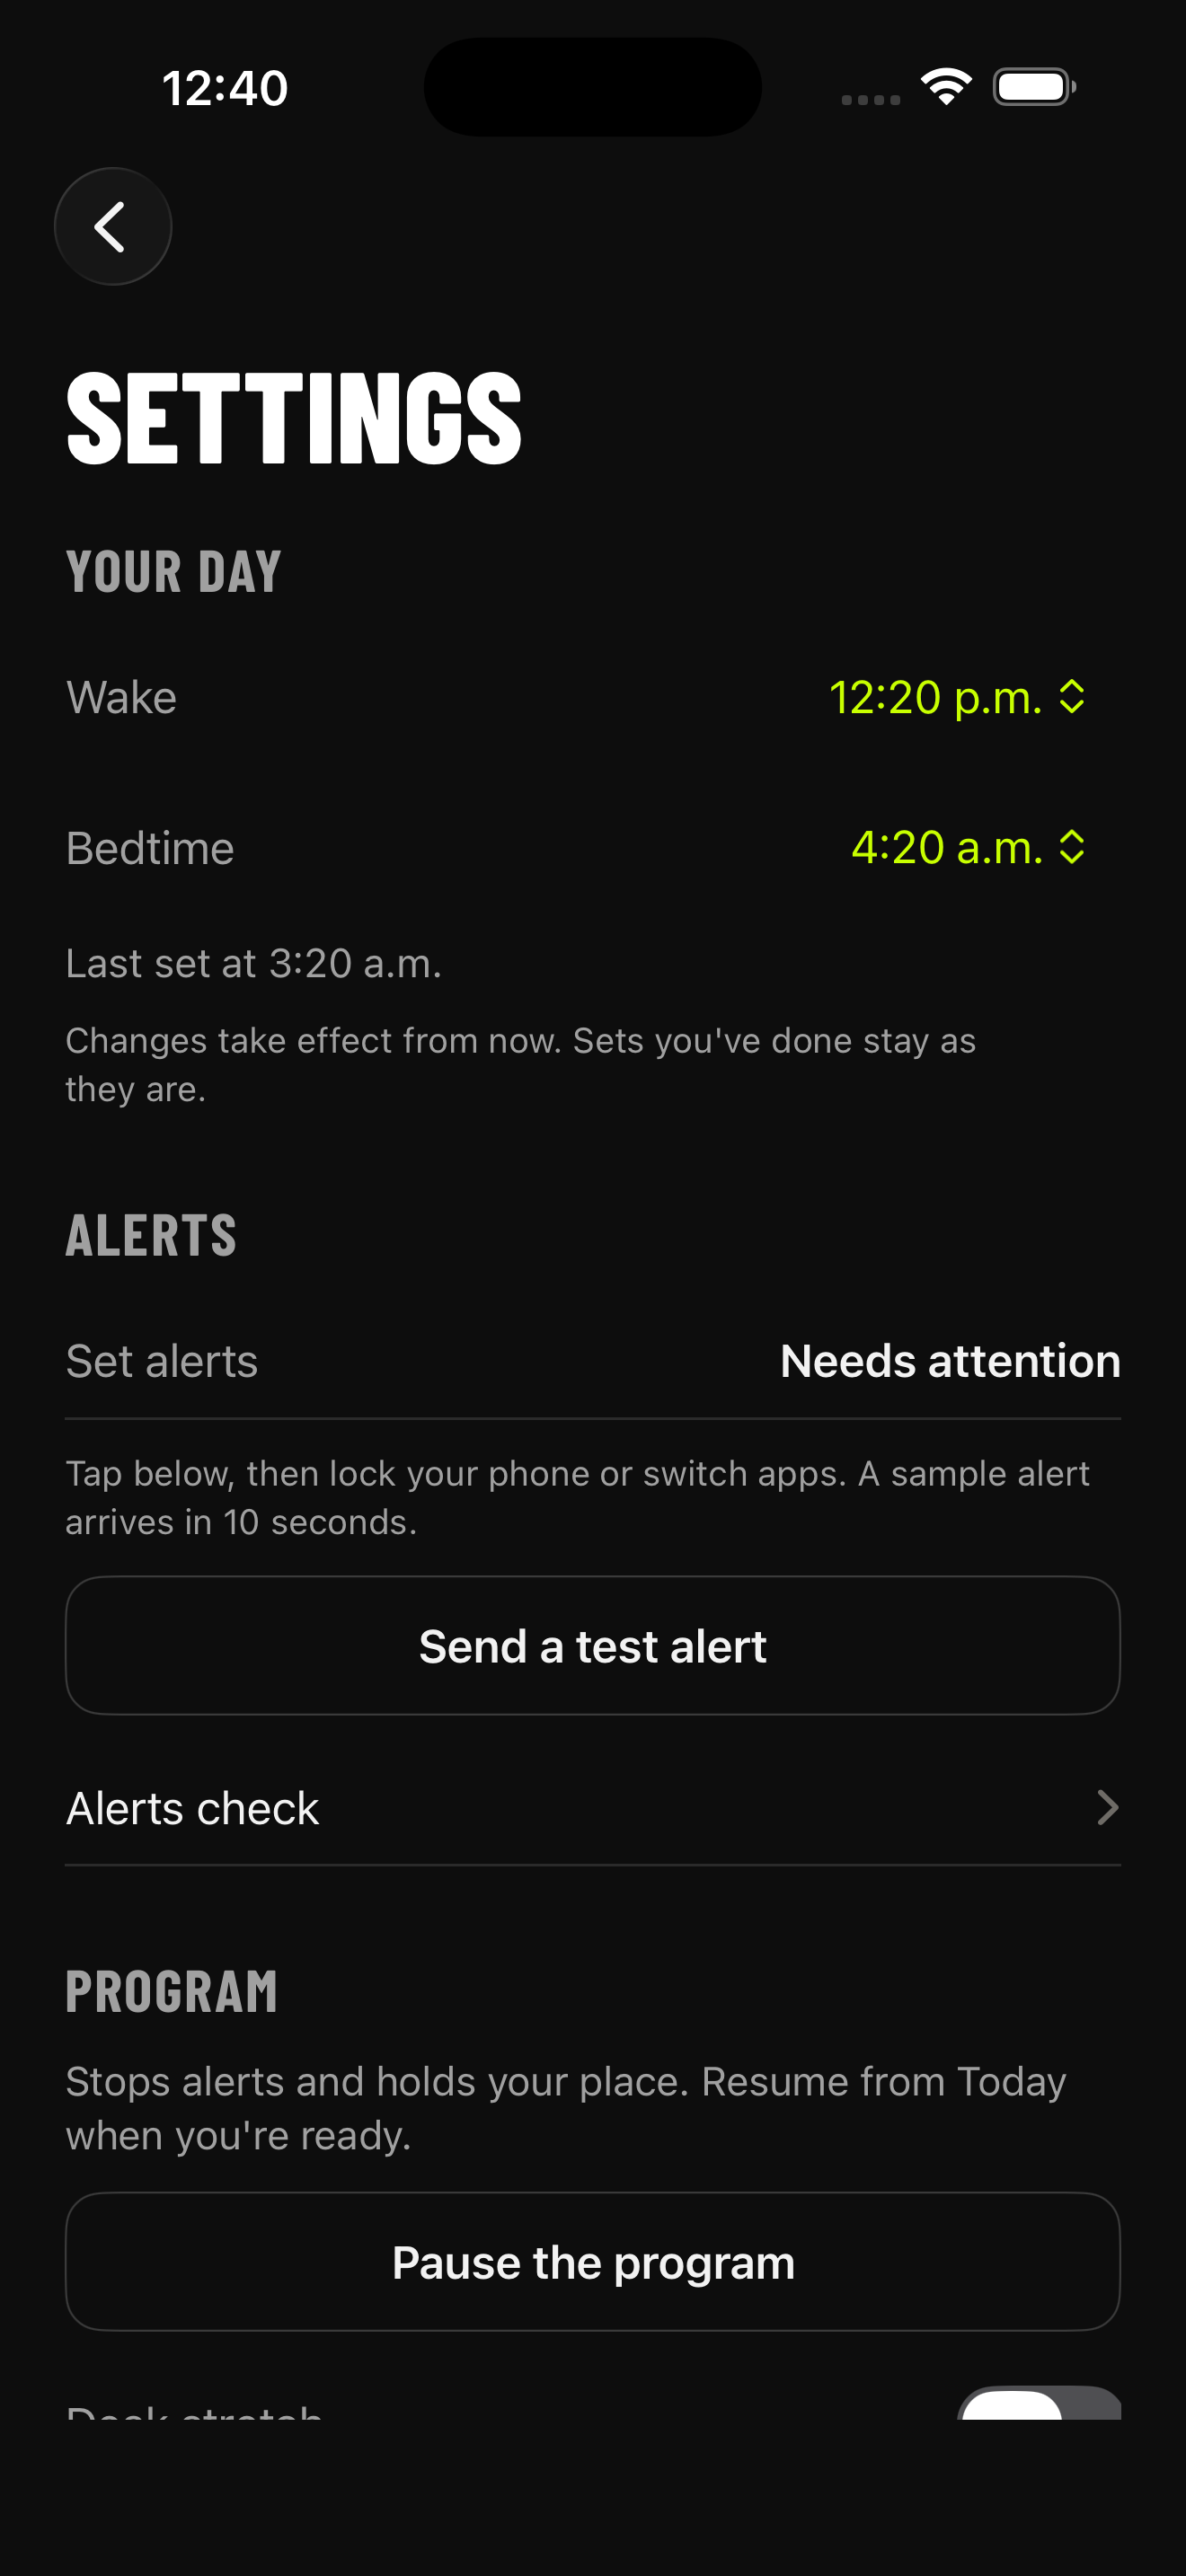 12:40
SETTINGS
YOUR DAY
Wake 12:20 p.m.
Bedtime 4:20 a.m.
Last set at 3:20 a.m.
Changes take effect from now. Sets you've done stay as
they are.
ALERTS
Set alerts Needs attention
Tap below, then lock your phone or switch apps. A sample alert
arrives in 10 seconds.
Send a test alert
Alerts check
PROGRAM
Stops alerts and holds your place. Resume from Today
when you're ready.
Pause the program